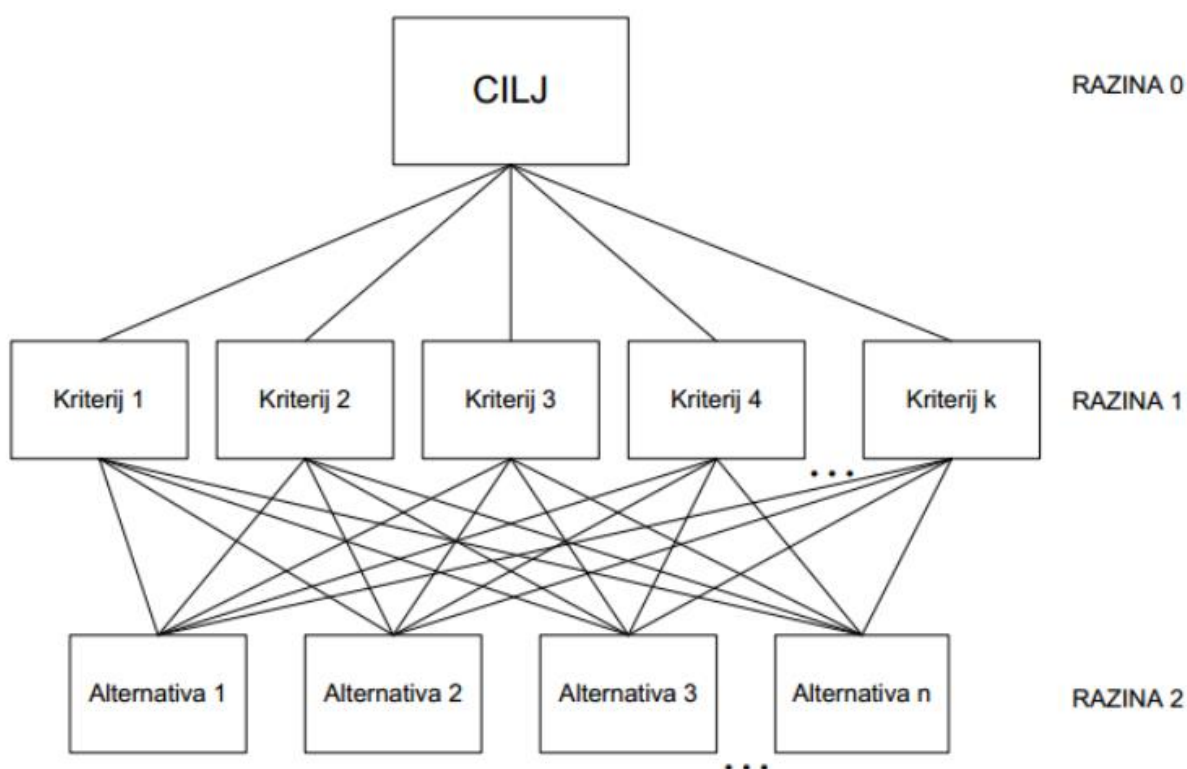 CILJ
RAZINA 0
Kriterij 1
Kriterij 2
Kriterij 3
Kriterij 4
...
Kriterij k
RAZINA 1
Alternativa 1
Alternativa 2
Alternativa 3
...
Alternativa n
RAZINA 2